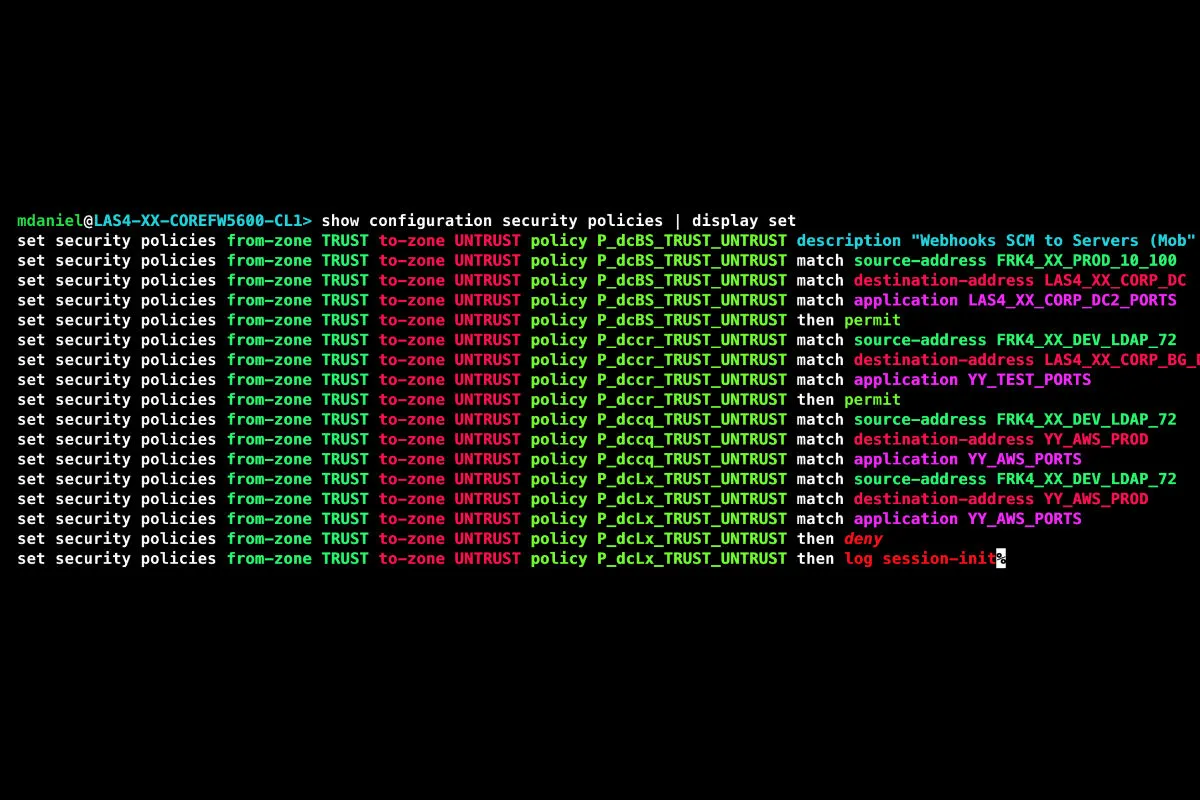 mdaniel@LAS4-XX-COREFW5600-CL1> show configuration security policies | display set
set security policies from-zone TRUST to-zone UNTRUST policy P_dcBS_TRUST_UNTRUST description "Webhooks SCM to Servers (Mob"
set security policies from-zone TRUST to-zone UNTRUST policy P_dcBS_TRUST_UNTRUST match source-address FRK4_XX_PROD_10_100
set security policies from-zone TRUST to-zone UNTRUST policy P_dcBS_TRUST_UNTRUST match destination-address LAS4_XX_CORP_DC
set security policies from-zone TRUST to-zone UNTRUST policy P_dcBS_TRUST_UNTRUST match application LAS4_XX_CORP_DC2_PORTS
set security policies from-zone TRUST to-zone UNTRUST policy P_dcBS_TRUST_UNTRUST then permit
set security policies from-zone TRUST to-zone UNTRUST policy P_dccr_TRUST_UNTRUST match source-address FRK4_XX_DEV_LDAP_72
set security policies from-zone TRUST to-zone UNTRUST policy P_dccr_TRUST_UNTRUST match destination-address LAS4_XX_CORP_BG_
set security policies from-zone TRUST to-zone UNTRUST policy P_dccr_TRUST_UNTRUST match application YY_TEST_PORTS
set security policies from-zone TRUST to-zone UNTRUST policy P_dccr_TRUST_UNTRUST then permit
set security policies from-zone TRUST to-zone UNTRUST policy P_dccq_TRUST_UNTRUST match source-address FRK4_XX_DEV_LDAP_72
set security policies from-zone TRUST to-zone UNTRUST policy P_dccq_TRUST_UNTRUST match destination-address YY_AWS_PROD
set security policies from-zone TRUST to-zone UNTRUST policy P_dccq_TRUST_UNTRUST match application YY_AWS_PORTS
set security policies from-zone TRUST to-zone UNTRUST policy P_dcLx_TRUST_UNTRUST match source-address FRK4_XX_DEV_LDAP_72
set security policies from-zone TRUST to-zone UNTRUST policy P_dcLx_TRUST_UNTRUST match destination-address YY_AWS_PROD
set security policies from-zone TRUST to-zone UNTRUST policy P_dcLx_TRUST_UNTRUST match application YY_AWS_PORTS
set security policies from-zone TRUST to-zone UNTRUST policy P_dcLx_TRUST_UNTRUST then deny
set security policies from-zone TRUST to-zone UNTRUST policy P_dcLx_TRUST_UNTRUST then log session-init%